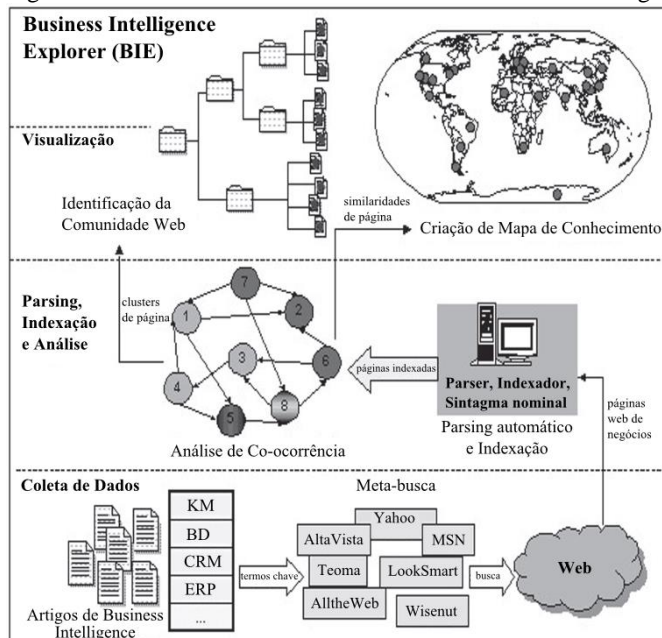 Business Intelligence
Explorer (BIE)
Visualização
Identificação da
Comunidade Web
similaridades
de página
Criação de Mapa de Conhecimento
Parsing,
Indexação
e Análise
clusters
de página
7
1
2
3
6
4
5
8
Análise de Co-ocorrência
páginas indexadas
Parser, Indexador,
Sintagma nominal
Parsing automático
e Indexação
páginas
web de
negócios
Coleta de Dados
Meta-busca
KM
BD
CRM
ERP
...
Artigos de Business
Intelligence
termos chave
Yahoo
AltaVista
MSN
Teoma
LookSmart
AlltheWeb
Wisenut
busca
Web